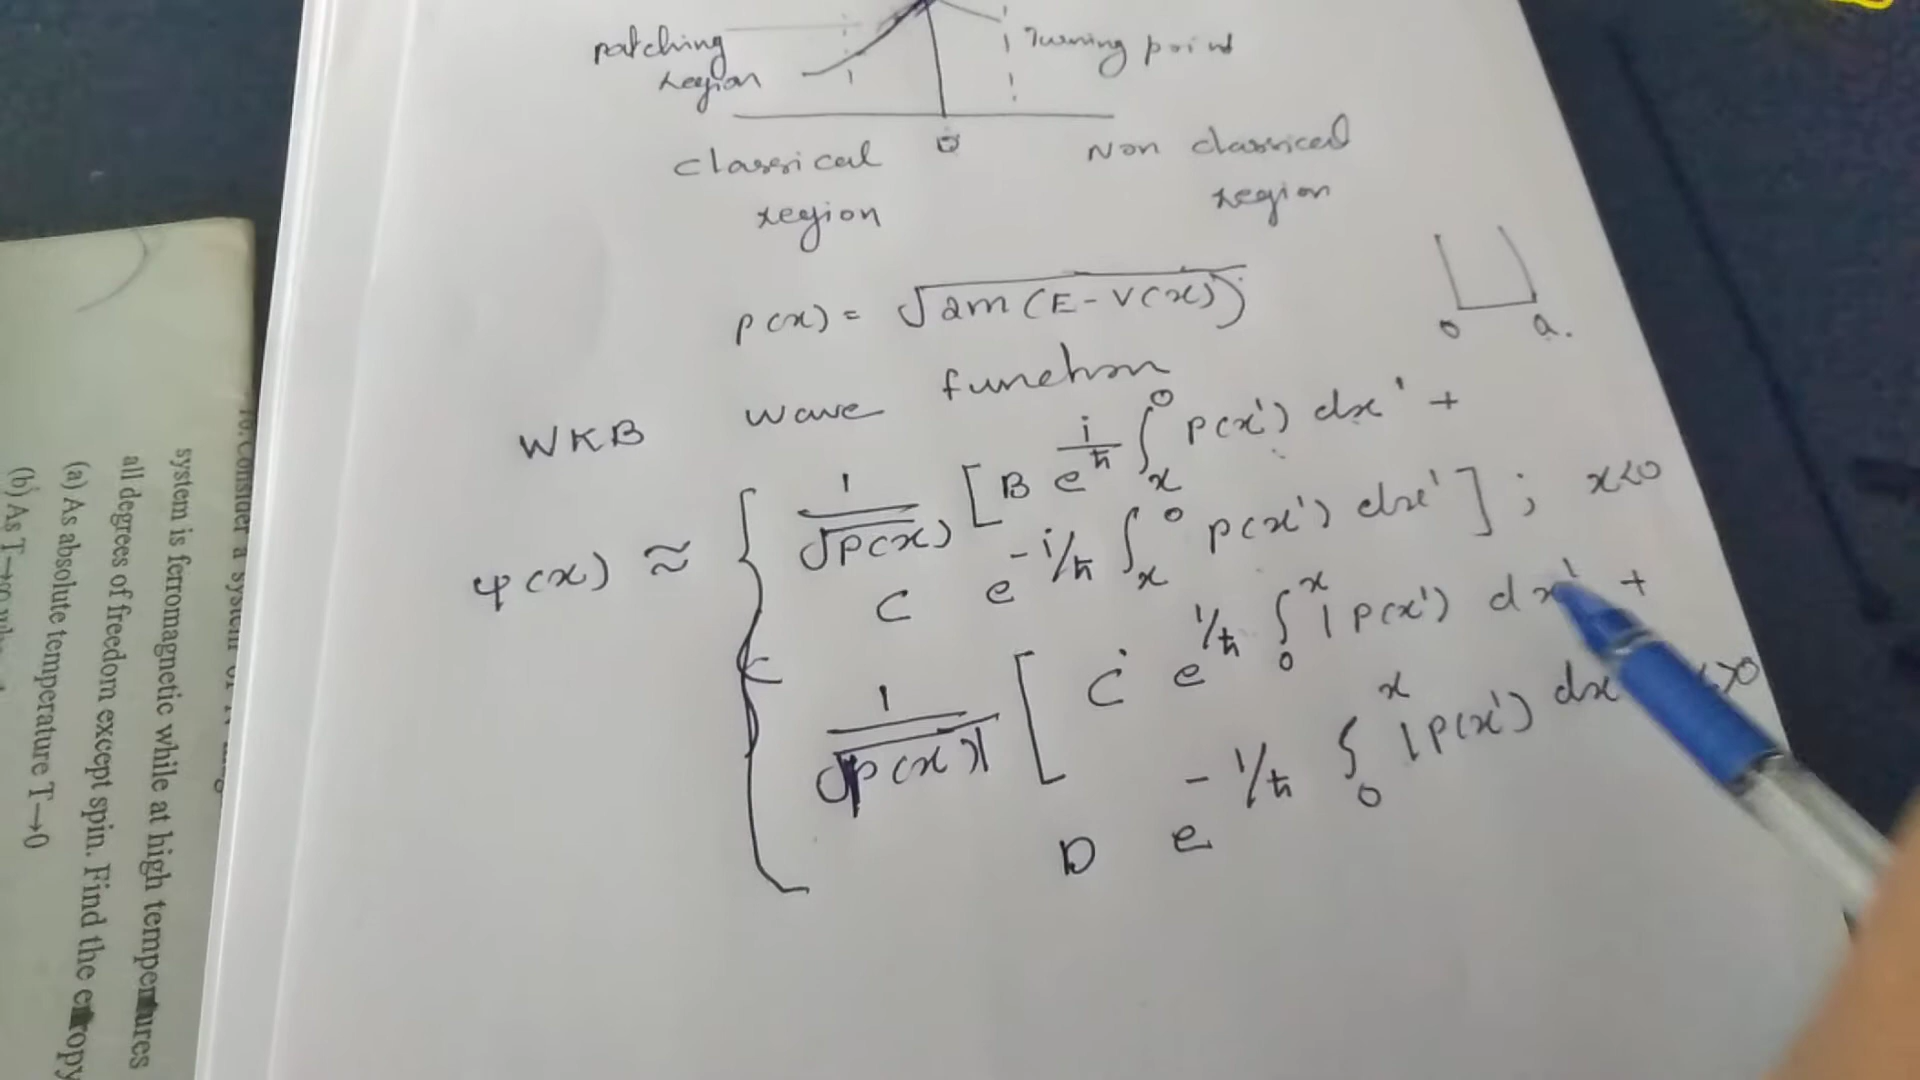 patching
region
Turning point
0
classical
region
Non classical
region
p(x) = √2m(E-V(x))
0 a.
WKB wave function
ψ(x) ≈ { 1/√p(x) [B e^{i/ħ ∫_x^0 p(x') dx'} +
C e^{-i/ħ ∫_x^0 p(x') dx'}] ; x<0
1/√|p(x)| [C e^{1/ħ ∫_0^x |p(x') dx'} +
D e^{-1/ħ ∫_0^x |p(x') dx >0
system is ferromagnetic while at high temperatures
all degrees of freedom except spin. Find the entropy
(a) As absolute temperature T→0
(b) As T→∞